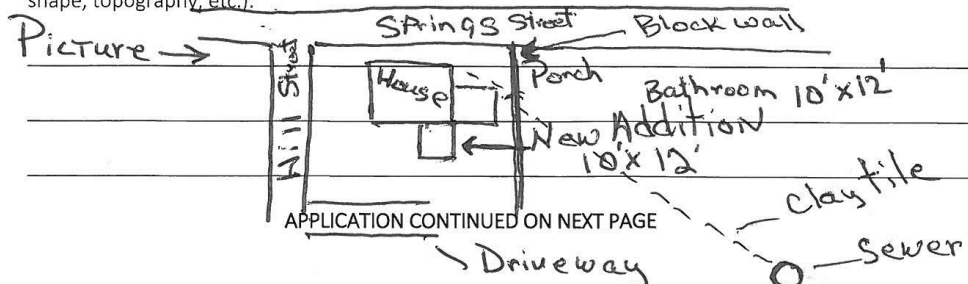 shape, topography, etc.).
Springs Street
Block wall
Picture
Hill Street
House
Porch
Bathroom 10'x12'
New Addition
10'x 12'
clay tile
APPLICATION CONTINUED ON NEXT PAGE
Sewer
Driveway